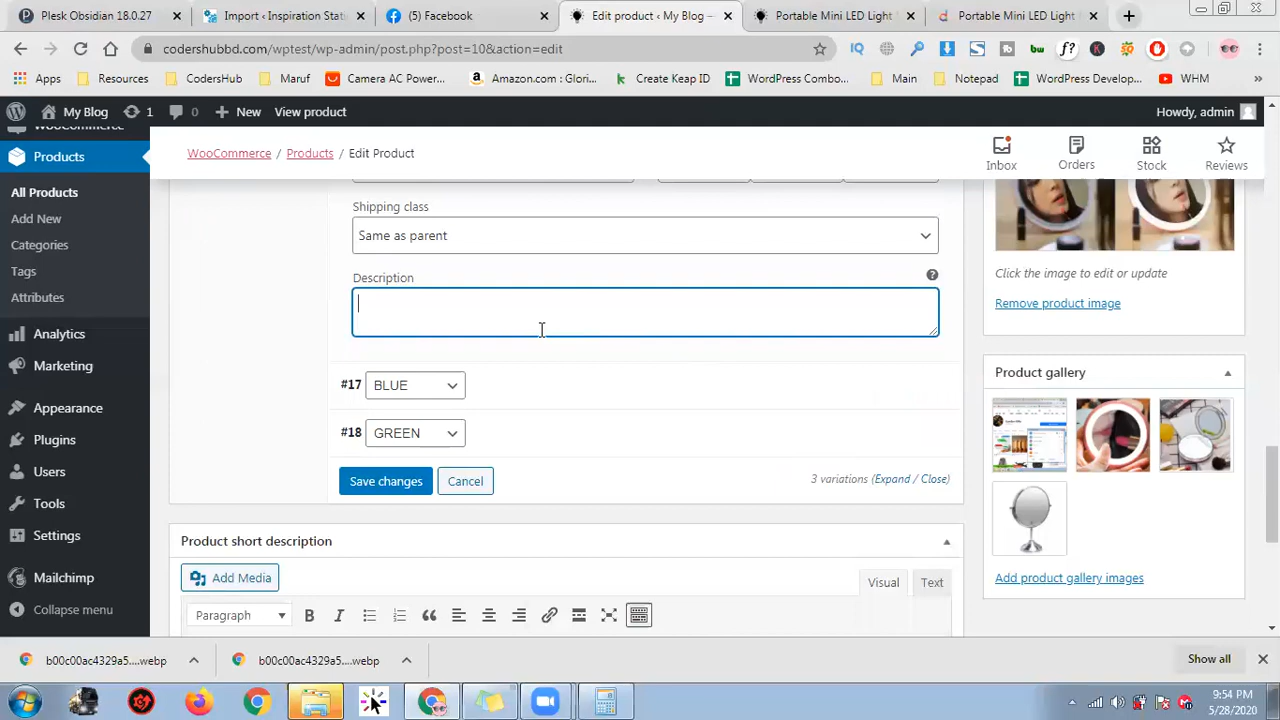 Plesk Obsidian 18.0.27
Import ‹ Inspiration Stati
(5) Facebook
Edit product ‹ My Blog —
Portable Mini LED Light
Portable Mini LED Light
codershubbd.com/wptest/wp-admin/post.php?post=10&action=edit
Apps
Resources
CodersHub
Maruf
Camera AC Power...
Amazon.com : Glori...
Create Keap ID
WordPress Combo...
Main
Notepad
WordPress Develop...
WHM
My Blog
1
0
New
View product
Howdy, admin
WooCommerce
WooCommerce / Products / Edit Product
Inbox
Orders
Stock
Reviews
Products
All Products
Add New
Categories
Tags
Attributes
Analytics
Marketing
Appearance
Plugins
Users
Tools
Settings
Mailchimp
Collapse menu
Shipping class
Same as parent
Description
#17 BLUE
#18 GREEN
Save changes
Cancel
3 variations (Expand / Close)
Product short description
Add Media
Visual
Text
Paragraph
Click the image to edit or update
Remove product image
Product gallery
Add product gallery images
b00c00ac4329a5....webp
b00c00ac4329a5....webp
Show all
9:54 PM
5/28/2020